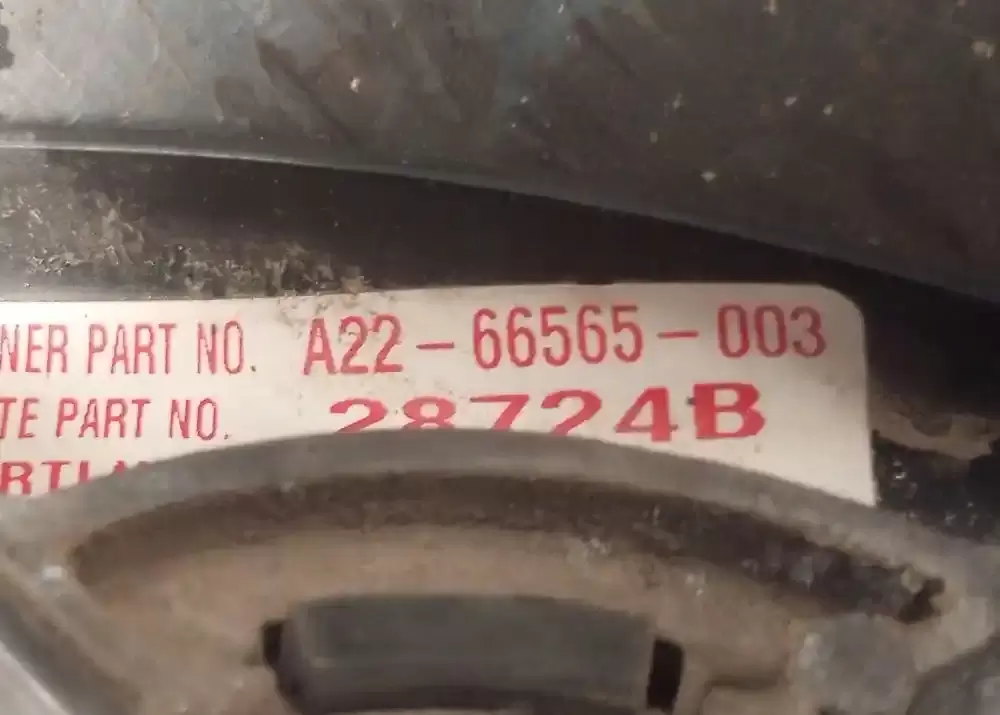 NER PART NO. A22-66565-003
TE PART NO. 28724B